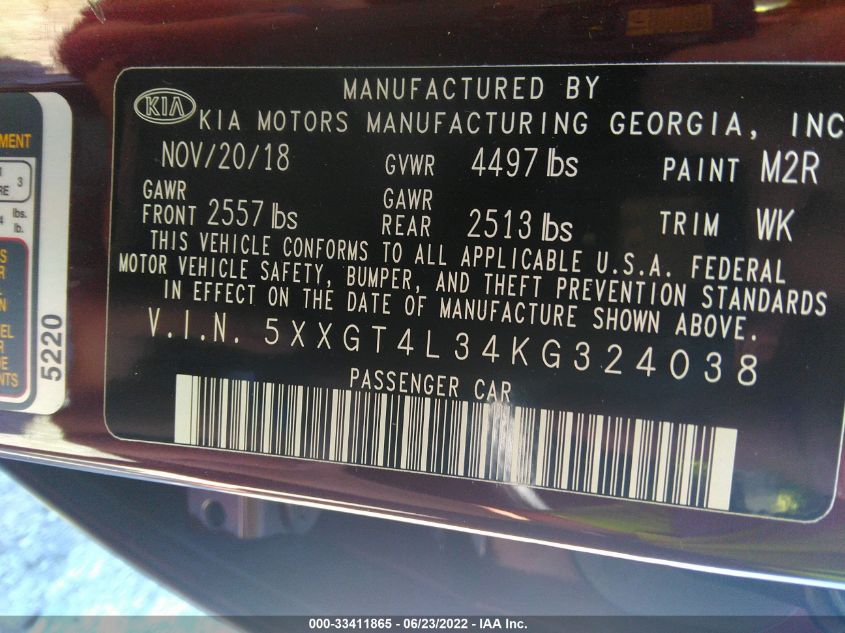 KIA
MANUFACTURED BY
KIA MOTORS MANUFACTURING GEORGIA, INC
NOV/20/18 GVWR 4497 lbs PAINT M2R
GAWR FRONT 2557 lbs GAWR REAR 2513 lbs TRIM WK
THIS VEHICLE CONFORMS TO ALL APPLICABLE U.S.A. FEDERAL
MOTOR VEHICLE SAFETY, BUMPER, AND THEFT PREVENTION STANDARDS
IN EFFECT ON THE DATE OF MANUFACTURE SHOWN ABOVE.
V.I.N. 5XXGT4L34KG324038
PASSENGER CAR
3
lbs.
lb.
5220
000-33411865 - 06/23/2022 - IAA Inc.